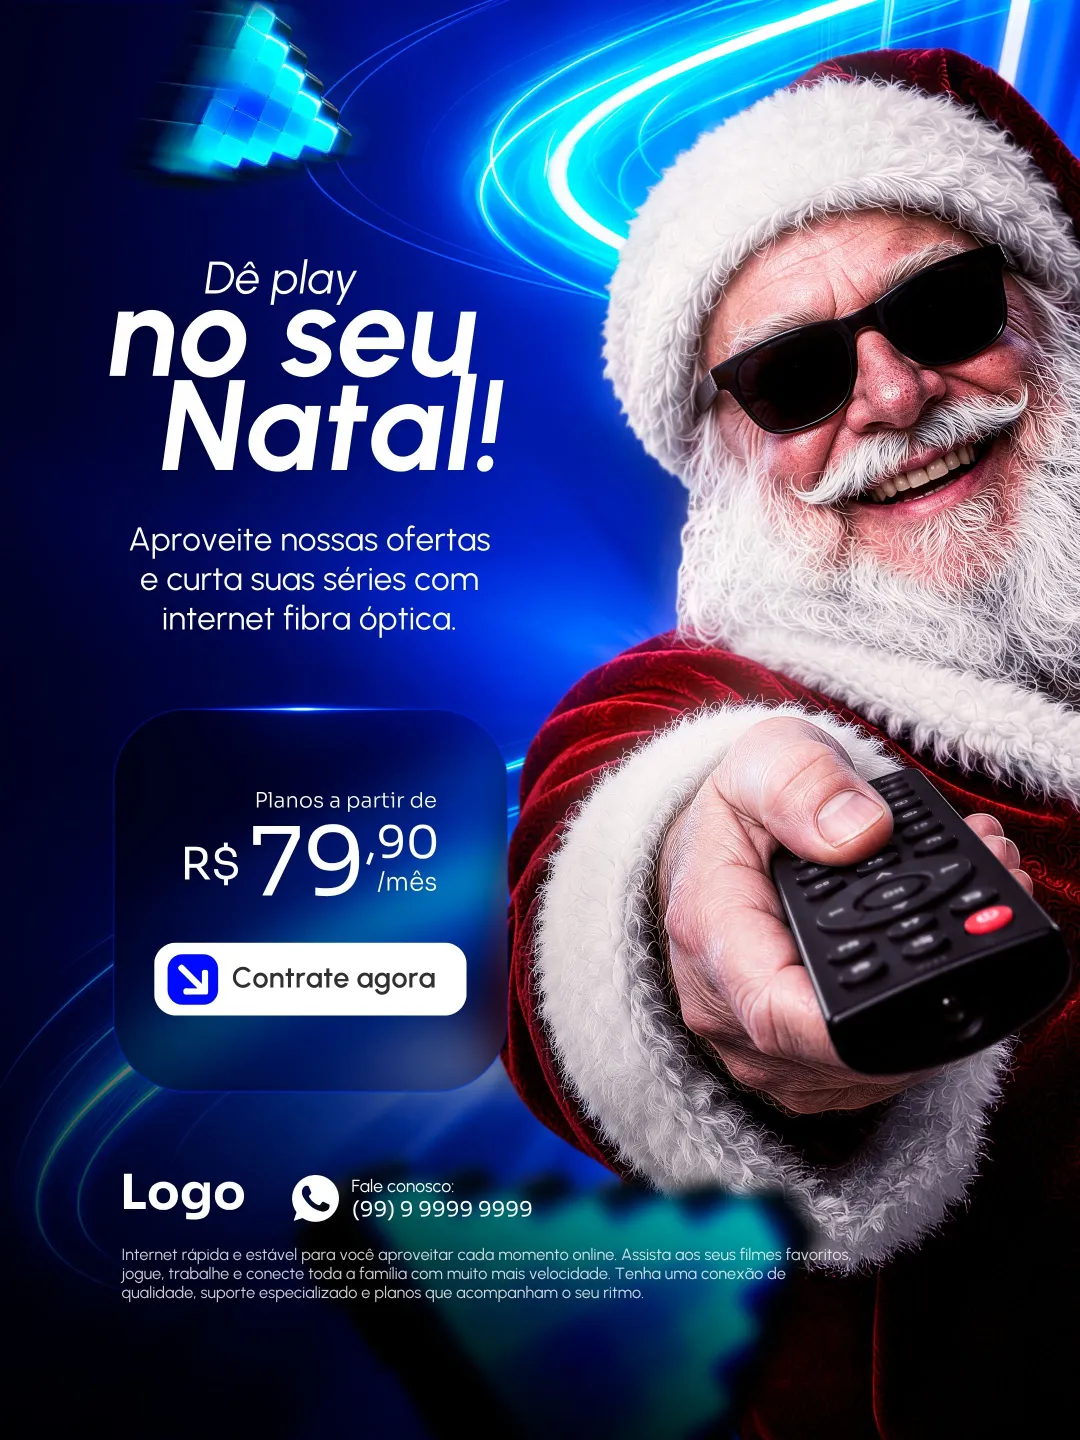 Dê play
no seu
Natal!
Aproveite nossas ofertas
e curta suas séries com
internet fibra óptica.
Planos a partir de
R$ 79,90
/mês
Contrate agora
Logo
Fale conosco:
(99) 9 9999 9999
Internet rápida e estável para você aproveitar cada momento online. Assista aos seus filmes favoritos,
jogue, trabalhe e conecte toda a família com muito mais velocidade. Tenha uma conexão de
qualidade, suporte especializado e planos que acompanham o seu ritmo.